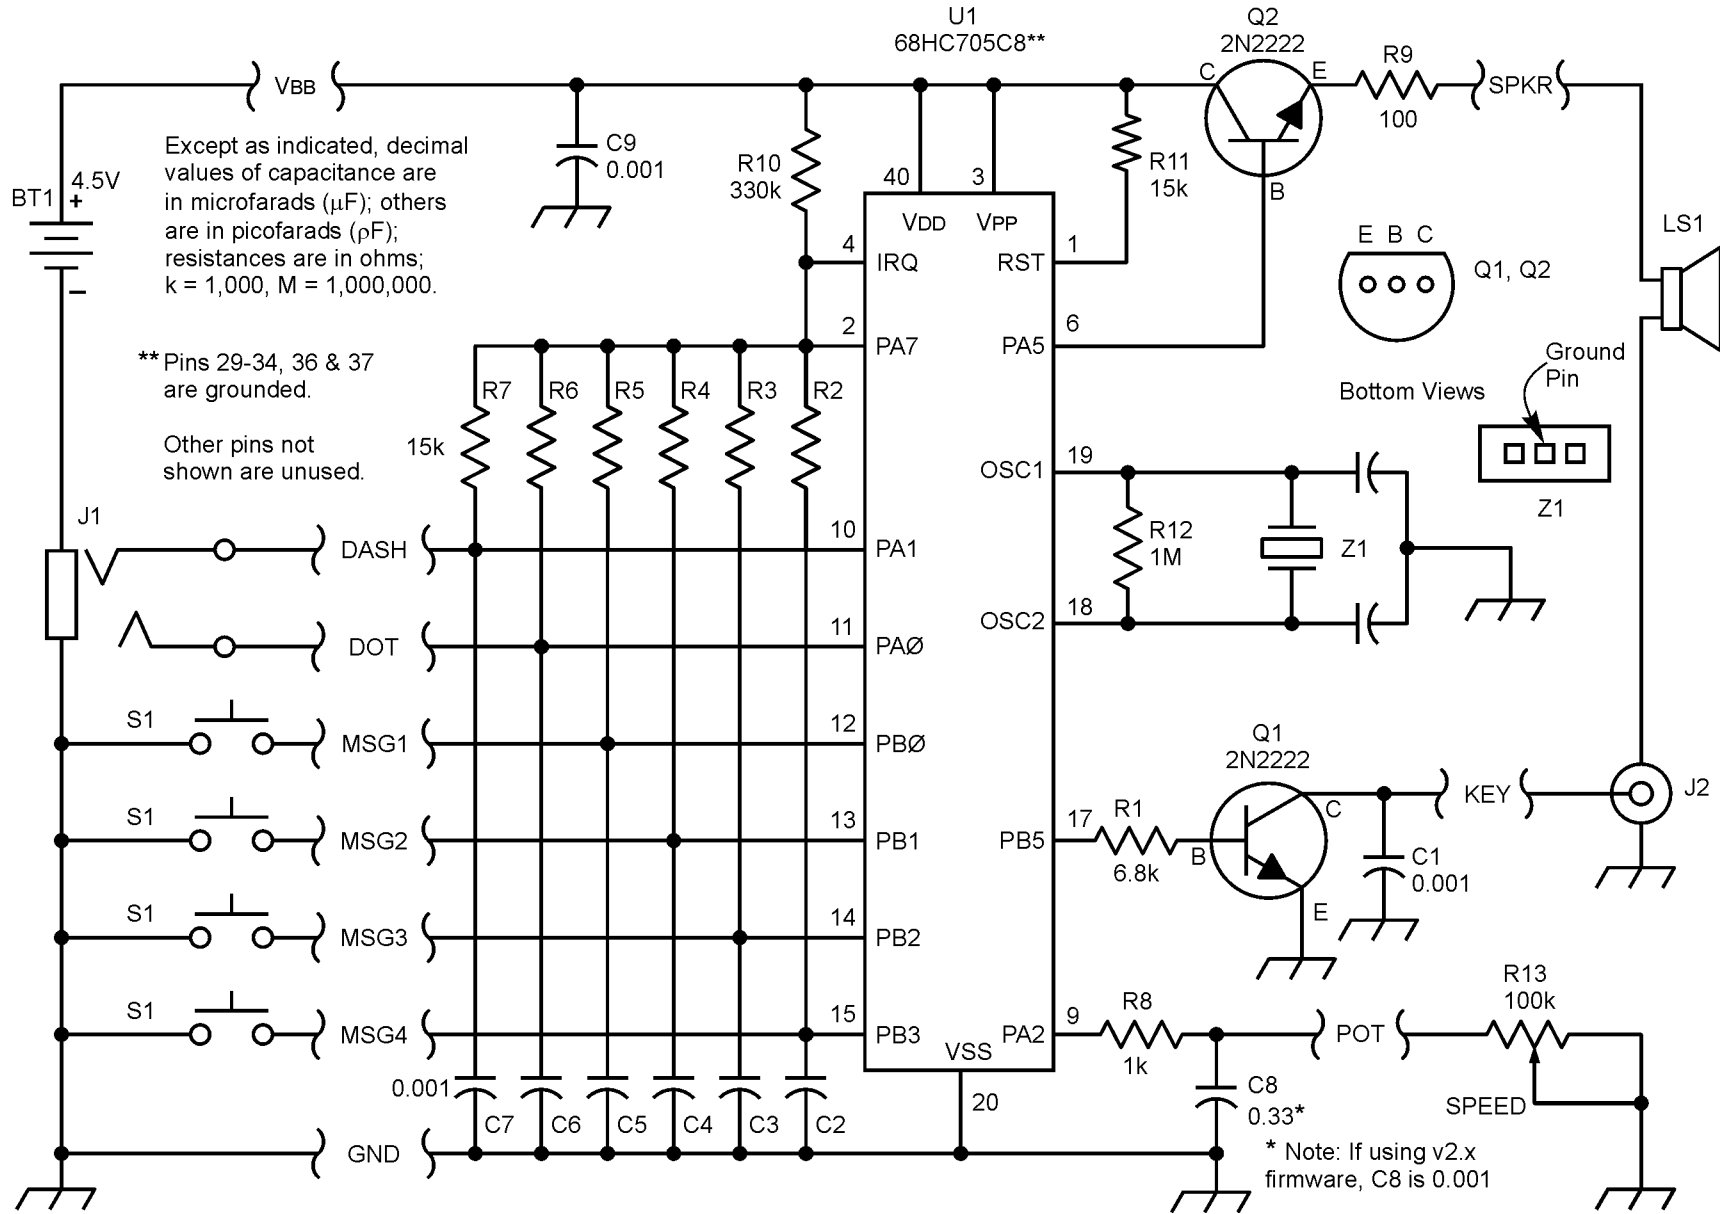 U1
68HC705C8**
Q2
2N2222
C
E
B
R9
100
SPKR
VBB
4.5V
BT1
+
–
Except as indicated, decimal
values of capacitance are
in microfarads (µF); others
are in picofarads (ρF);
resistances are in ohms;
k = 1,000, M = 1,000,000.
C9
0.001
R10
330k
R11
15k
40
3
VDD
VPP
4
IRQ
RST
1
2
PA7
PA5
6
LS1
E B C
Q1, Q2
Ground
Pin
Bottom Views
Z1
** Pins 29-34, 36 & 37
are grounded.
Other pins not
shown are unused.
R7
R6
R5
R4
R3
R2
15k
OSC1
19
R12
1M
Z1
OSC2
18
J1
DASH
10
PA1
DOT
11
PAØ
S1
MSG1
12
PBØ
S1
MSG2
13
PB1
S1
MSG3
14
PB2
S1
MSG4
15
PB3
Q1
2N2222
PB5
17
R1
6.8k
B
C
E
KEY
J2
C1
0.001
PA2
9
R8
1k
POT
R13
100k
SPEED
VSS
20
C8
0.33*
0.001
C7
C6
C5
C4
C3
C2
GND
* Note: If using v2.x
firmware, C8 is 0.001